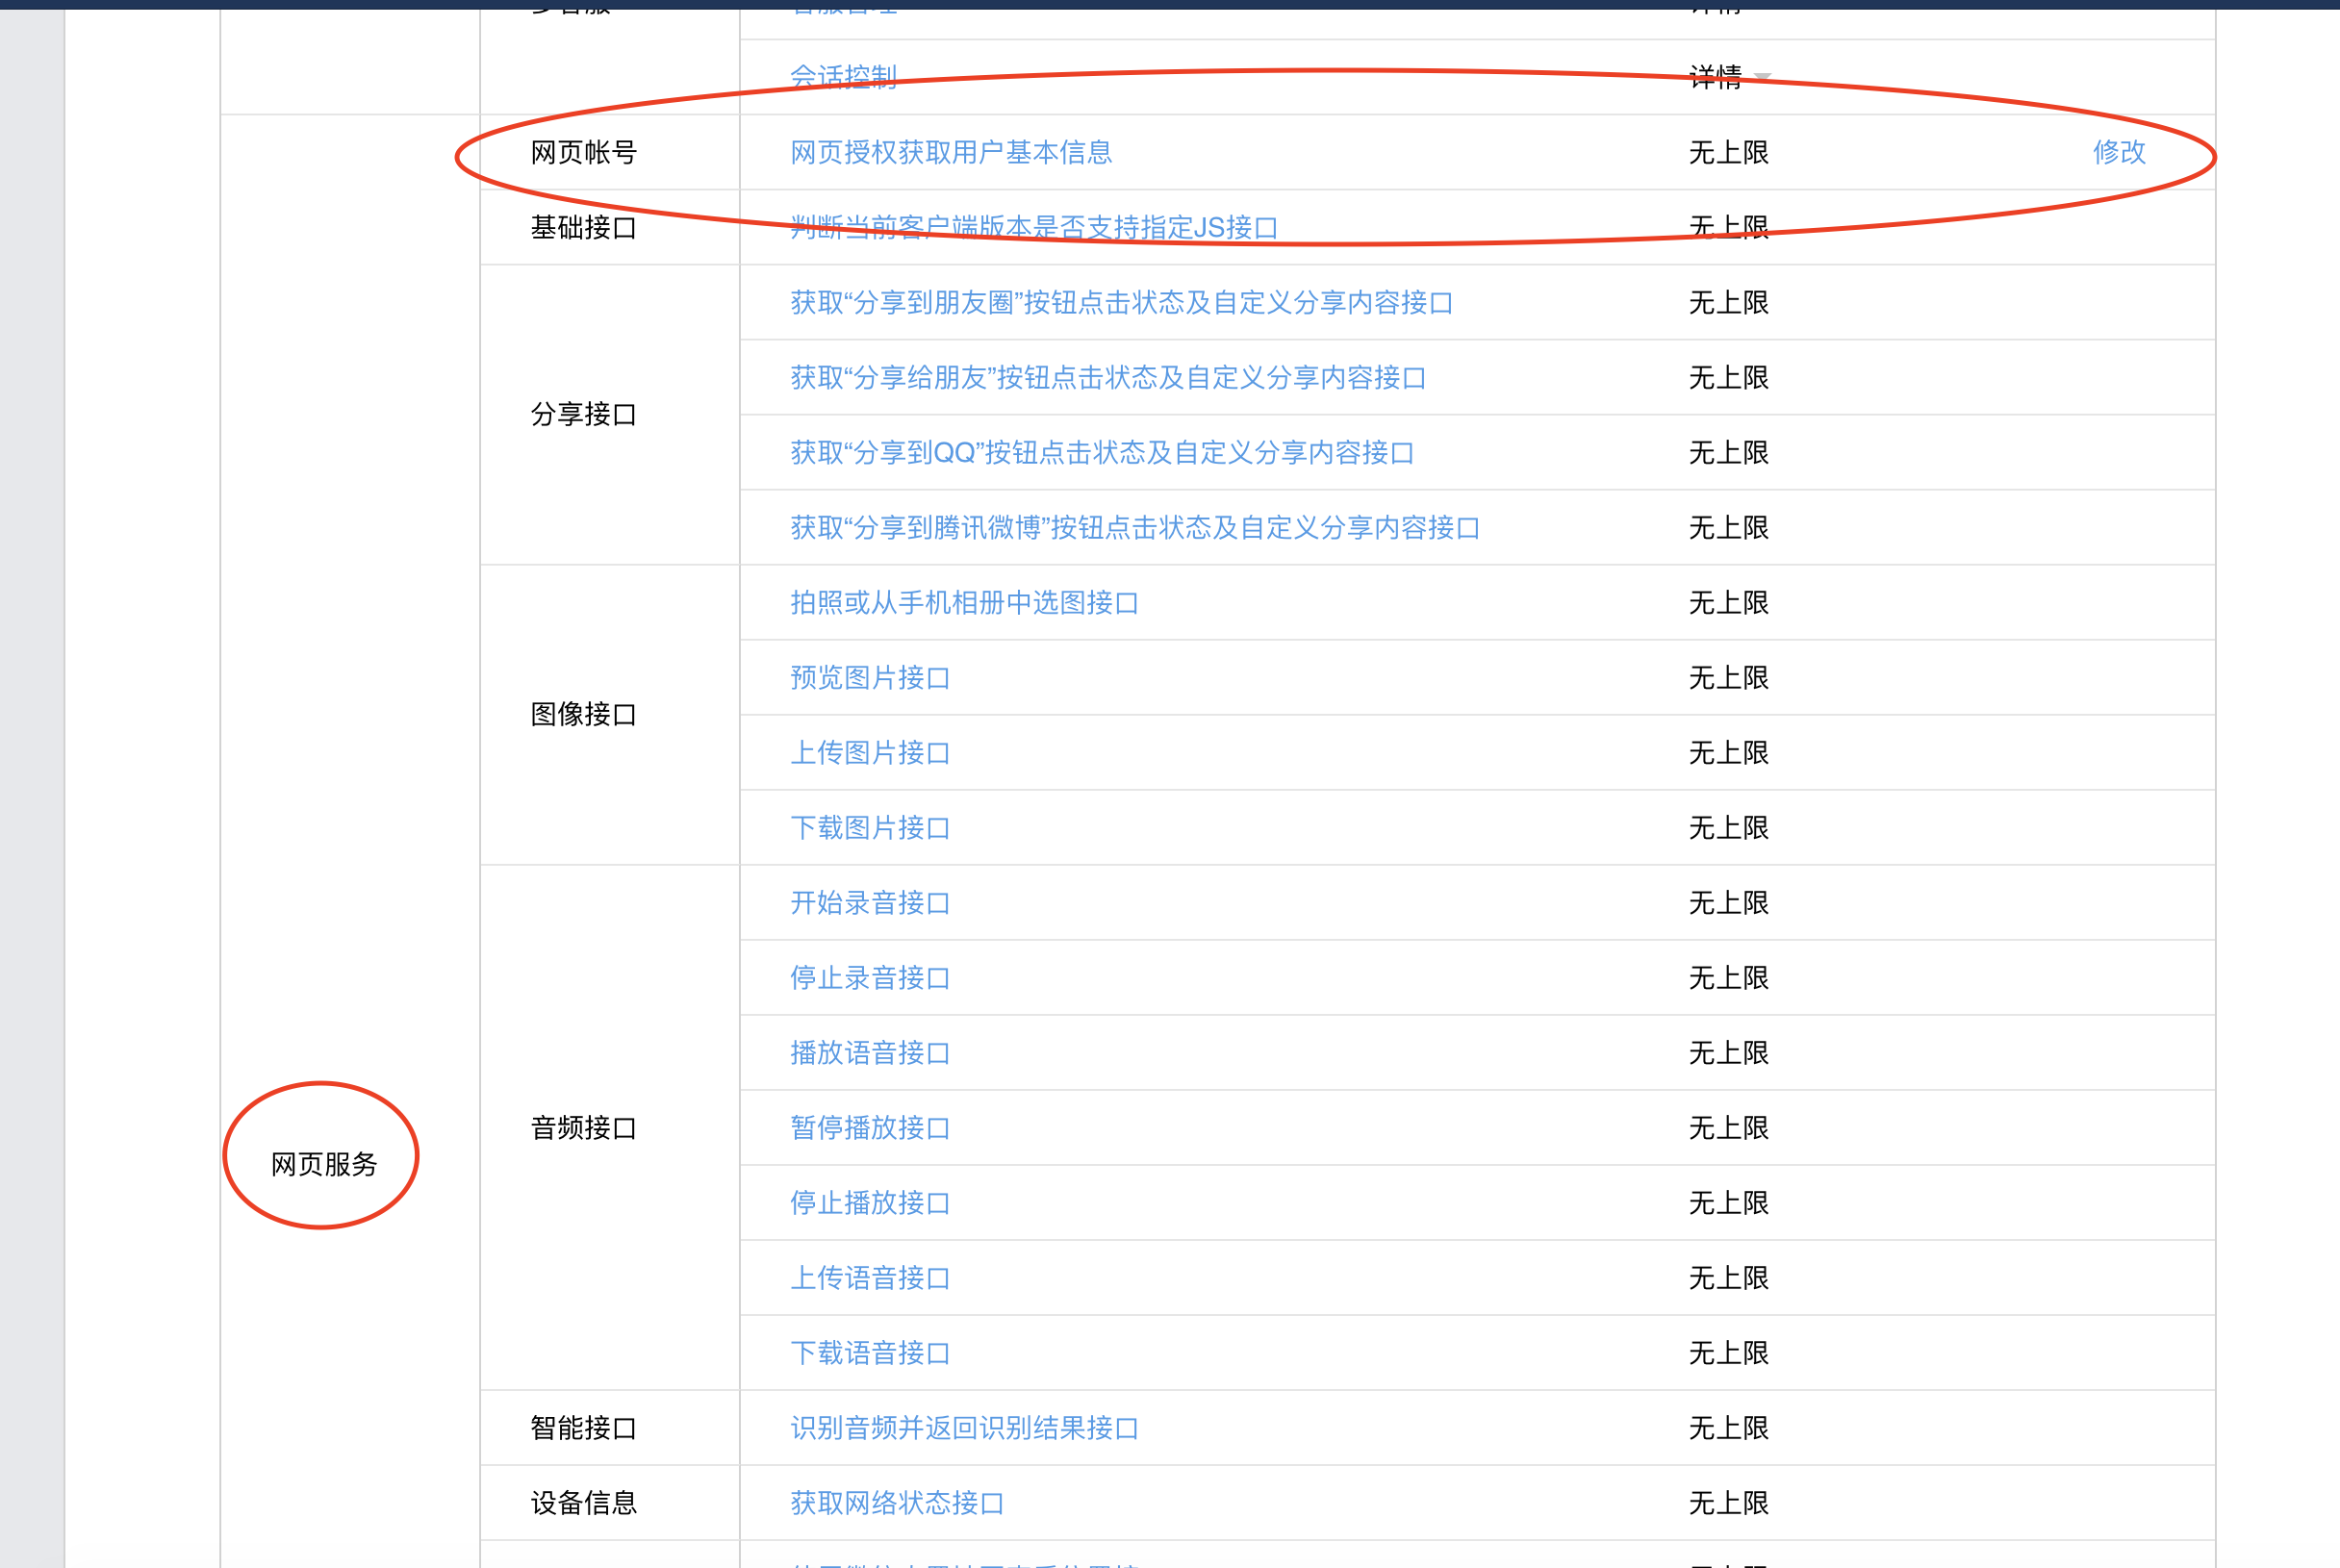 会话控制 详情
网页帐号 网页授权获取用户基本信息 无上限 修改
基础接口 判断当前客户端版本是否支持指定JS接口 无上限
获取“分享到朋友圈”按钮点击状态及自定义分享内容接口 无上限
获取“分享给朋友”按钮点击状态及自定义分享内容接口 无上限
分享接口
获取“分享到QQ”按钮点击状态及自定义分享内容接口 无上限
获取“分享到腾讯微博”按钮点击状态及自定义分享内容接口 无上限
拍照或从手机相册中选图接口 无上限
预览图片接口 无上限
图像接口
上传图片接口 无上限
下载图片接口 无上限
开始录音接口 无上限
停止录音接口 无上限
播放语音接口 无上限
音频接口 暂停播放接口 无上限
网页服务
停止播放接口 无上限
上传语音接口 无上限
下载语音接口 无上限
智能接口 识别音频并返回识别结果接口 无上限
设备信息 获取网络状态接口 无上限